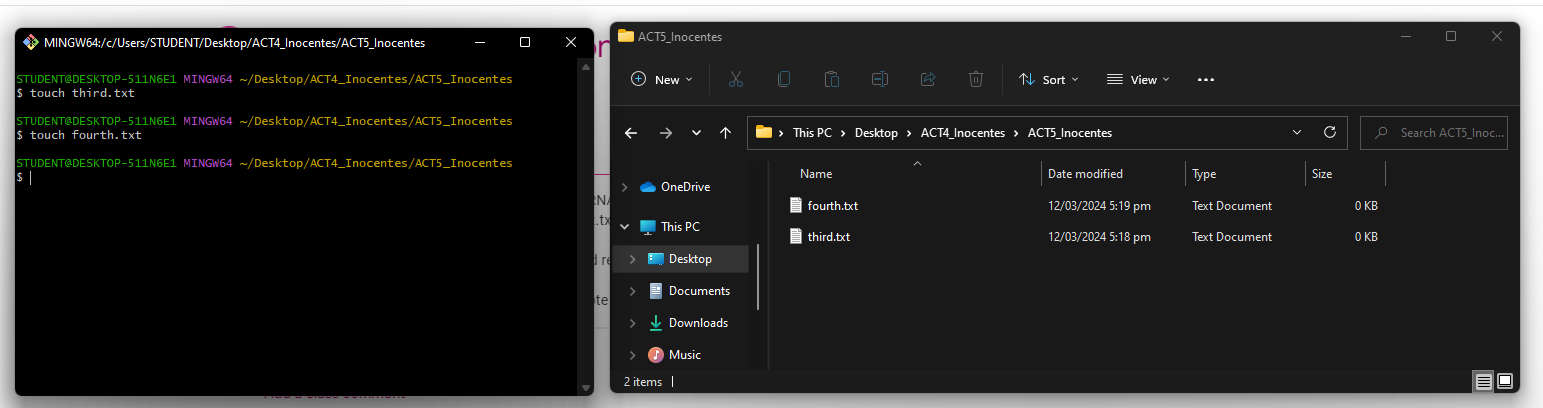 MINGW64:/c/Users/STUDENT/Desktop/ACT4_Inocentes/ACT5_Inocentes
STUDENT@DESKTOP-511N6E1 MINGW64 ~/Desktop/ACT4_Inocentes/ACT5_Inocentes
$ touch third.txt
STUDENT@DESKTOP-511N6E1 MINGW64 ~/Desktop/ACT4_Inocentes/ACT5_Inocentes
$ touch fourth.txt
STUDENT@DESKTOP-511N6E1 MINGW64 ~/Desktop/ACT4_Inocentes/ACT5_Inocentes
$
ACT5_Inocentes
New Sort View
This PC Desktop ACT4_Inocentes ACT5_Inocentes Search ACT5_Inoc...
OneDrive
This PC
Desktop
Documents
Downloads
Music
Name Date modified Type Size
fourth.txt 12/03/2024 5:19 pm Text Document 0 KB
third.txt 12/03/2024 5:18 pm Text Document 0 KB
2 items